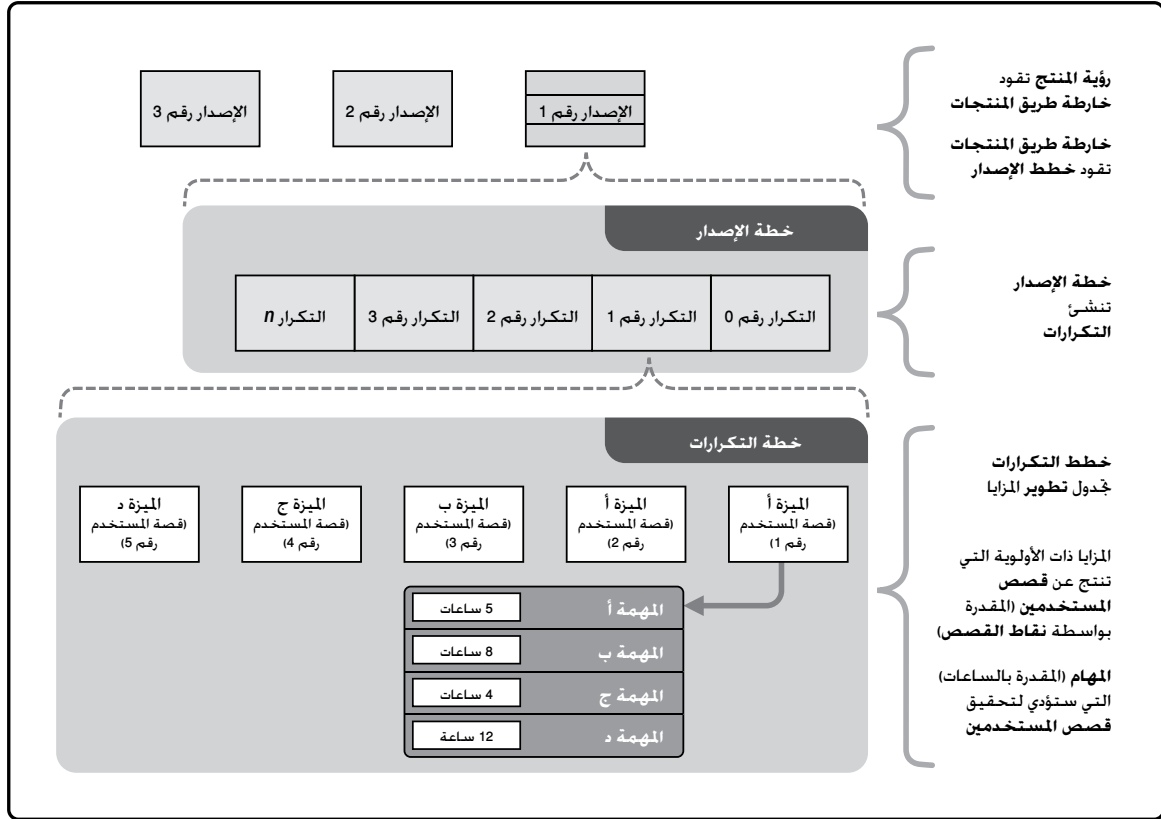 رؤية المنتج تقود
خارطة طريق المنتجات
خارطة طريق المنتجات
تقود خطط الإصدار
الإصدار رقم 1
الإصدار رقم 2
الإصدار رقم 3
خطة الإصدار
خطة الإصدار
تنشئ
التكرارات
التكرار رقم 0
التكرار رقم 1
التكرار رقم 2
التكرار رقم 3
التكرار n
خطة التكرارات
خطط التكرارات
تجدول تطوير المزايا
الميزة أ
(قصة المستخدم
رقم 1)
الميزة أ
(قصة المستخدم
رقم 2)
الميزة ب
(قصة المستخدم
رقم 3)
الميزة ج
(قصة المستخدم
رقم 4)
الميزة د
(قصة المستخدم
رقم 5)
المزايا ذات الأولوية التي
تنتج عن قصص
المستخدمين (المقدرة
بواسطة نقاط القصص)
المهام (المقدرة بالساعات)
التي ستؤدي لتحقيق
قصص المستخدمين
المهمة أ 5 ساعات
المهمة ب 8 ساعات
المهمة ج 4 ساعات
المهمة د 12 ساعة